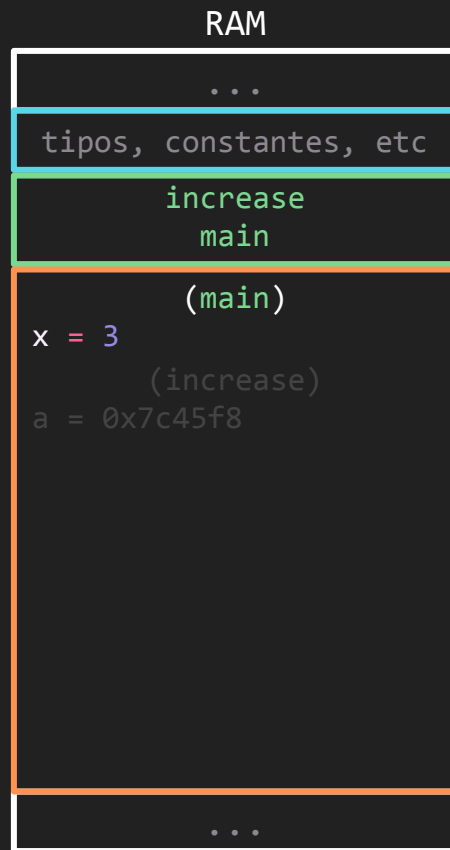 RAM
...
tipos, constantes, etc
increase
main
(main)
x = 3
(increase)
a = 0x7c45f8
...